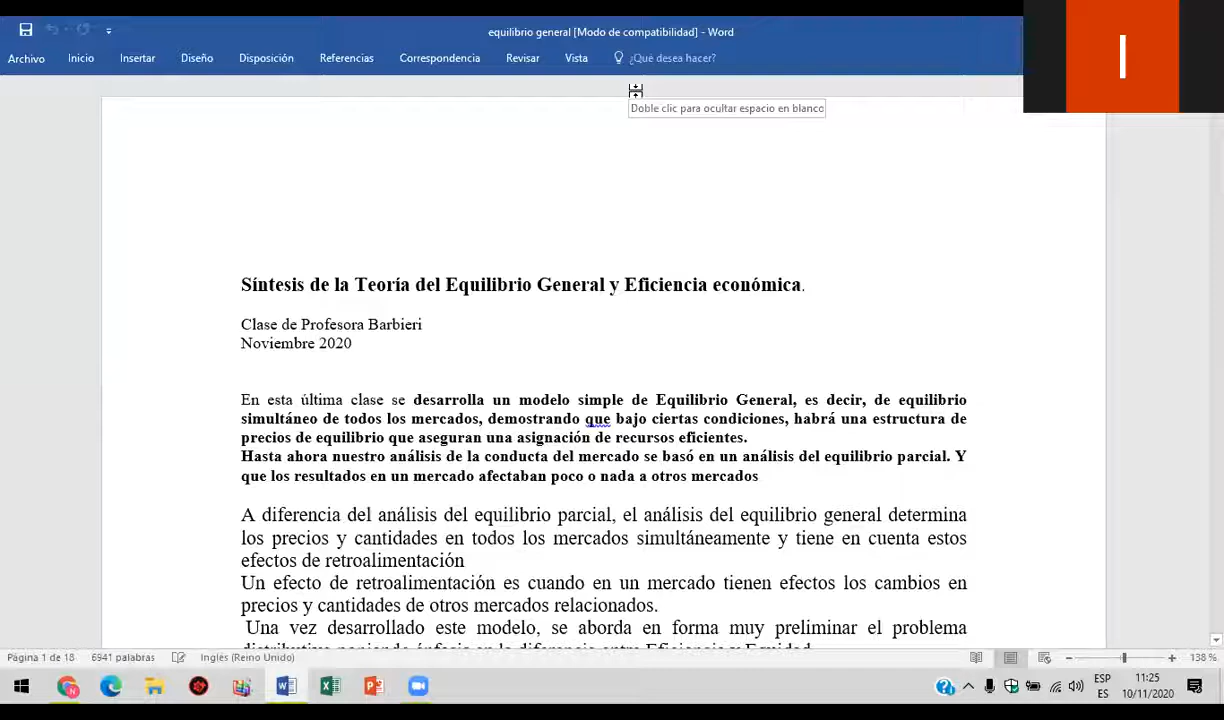 equilibrio general [Modo de compatibilidad] - Word
Archivo Inicio Insertar Diseño Disposición Referencias Correspondencia Revisar Vista ¿Qué desea hacer?
I
Doble clic para ocultar espacio en blanco
Síntesis de la Teoría del Equilibrio General y Eficiencia económica.
Clase de Profesora Barbieri
Noviembre 2020
En esta última clase se desarrolla un modelo simple de Equilibrio General, es decir, de equilibrio
simultáneo de todos los mercados, demostrando que bajo ciertas condiciones, habrá una estructura de
precios de equilibrio que aseguran una asignación de recursos eficientes.
Hasta ahora nuestro análisis de la conducta del mercado se basó en un análisis del equilibrio parcial. Y
que los resultados en un mercado afectaban poco o nada a otros mercados
A diferencia del análisis del equilibrio parcial, el análisis del equilibrio general determina
los precios y cantidades en todos los mercados simultáneamente y tiene en cuenta estos
efectos de retroalimentación
Un efecto de retroalimentación es cuando en un mercado tienen efectos los cambios en
precios y cantidades de otros mercados relacionados.
Una vez desarrollado este modelo, se aborda en forma muy preliminar el problema
Página 1 de 18 6941 palabras Inglés (Reino Unido) 138 %
ESP 11:25
ES 10/11/2020